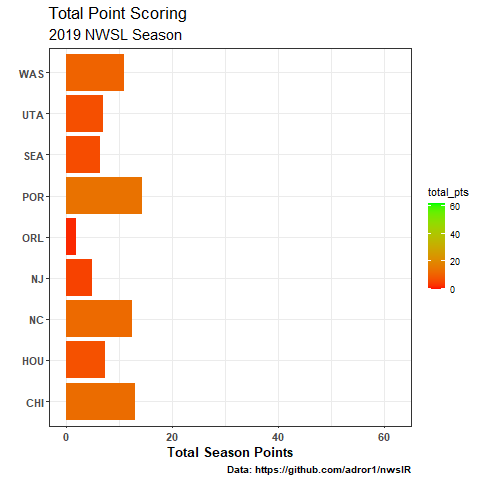 Total Point Scoring
2019 NWSL Season
WAS
UTA
SEA
POR
ORL
NJ
NC
HOU
CHI
0 20 40 60
Total Season Points
total_pts
60
40
20
0
Data: https://github.com/adror1/nwslR